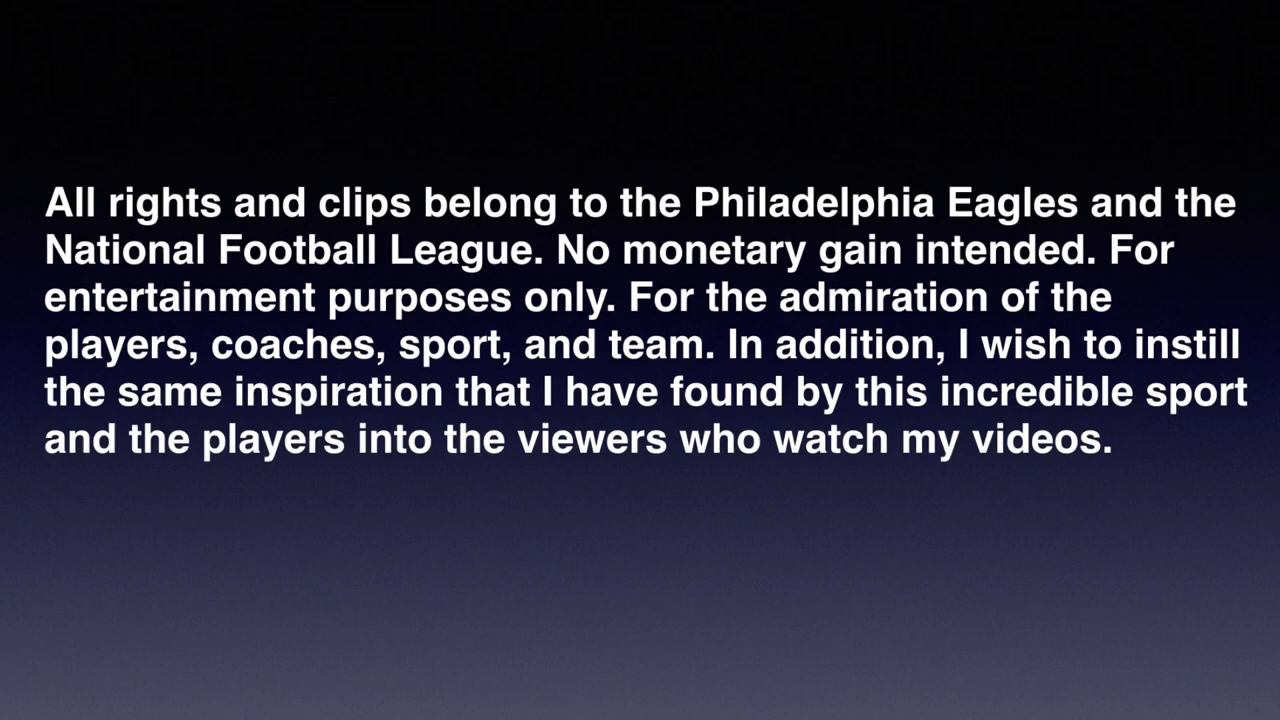 All rights and clips belong to the Philadelphia Eagles and the
National Football League. No monetary gain intended. For
entertainment purposes only. For the admiration of the
players, coaches, sport, and team. In addition, I wish to instill
the same inspiration that I have found by this incredible sport
and the players into the viewers who watch my videos.